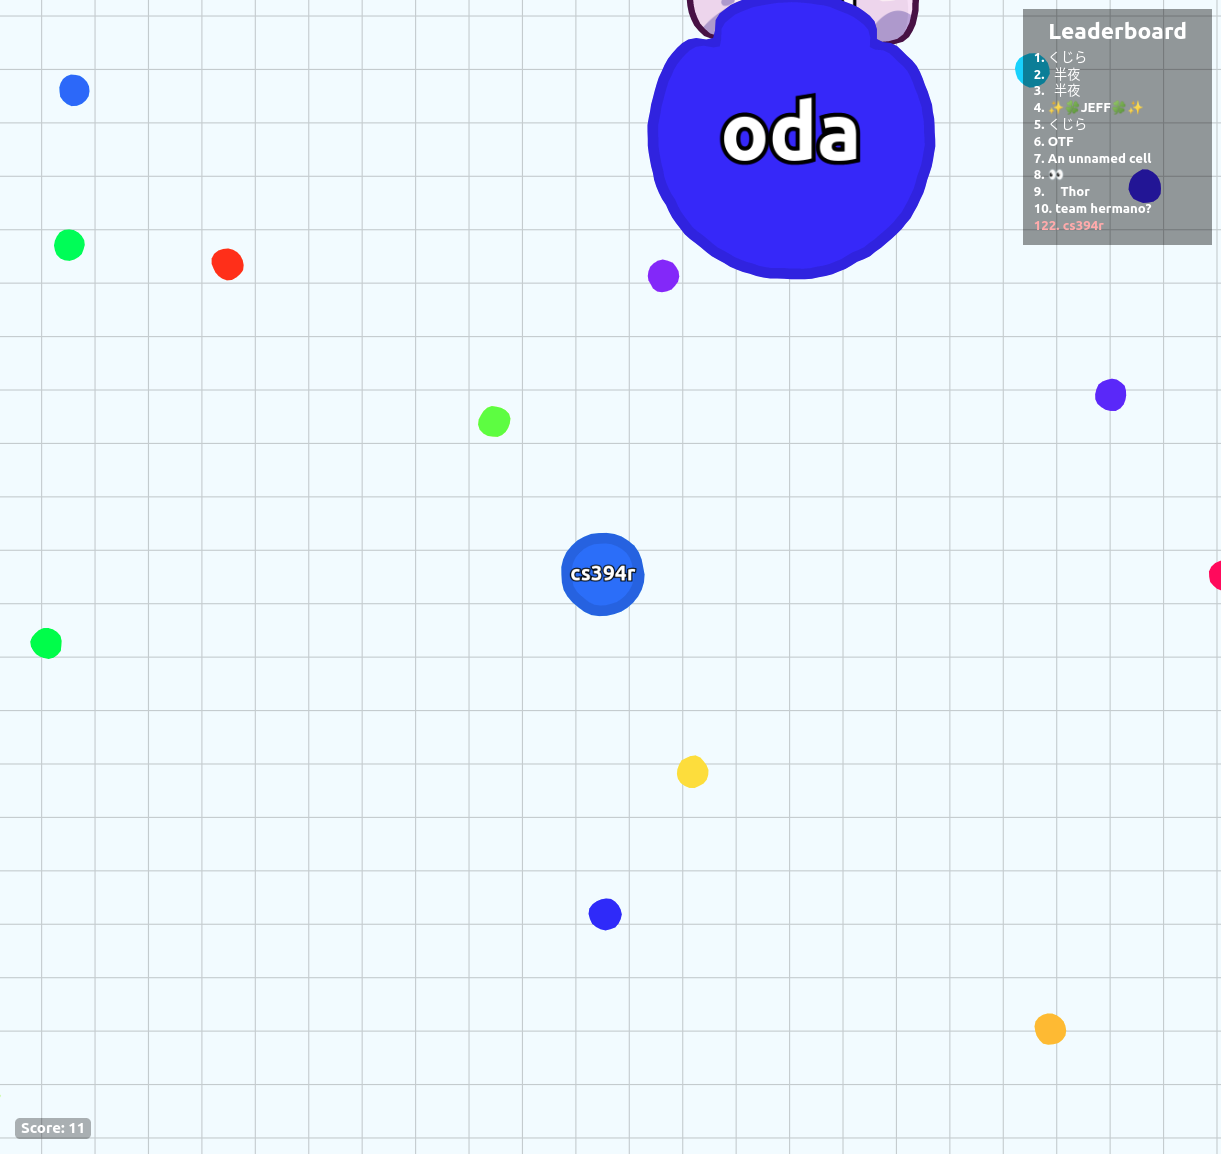 Leaderboard
1. くじら
2. 半夜
3. 半夜
4. ✨🍀JEFF🍀✨
5. くじら
6. OTF
7. An unnamed cell
8. 👀
9. Thor
10. team hermano?
122. cs394r
oda
cs394r
Score: 11